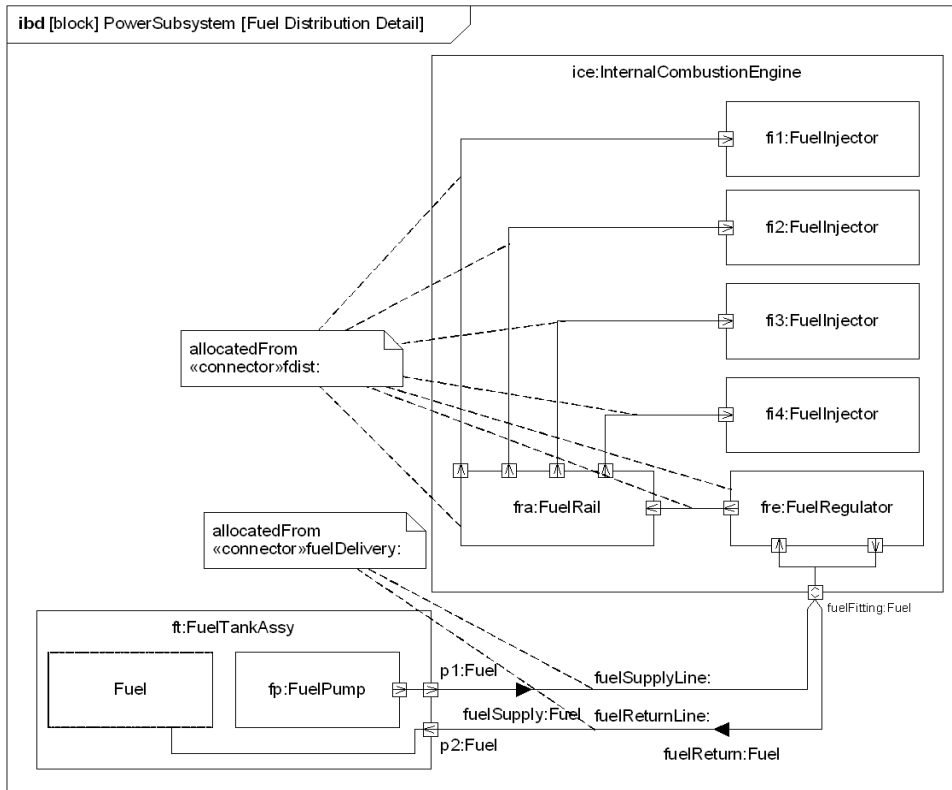 ibd [block] PowerSubsystem [Fuel Distribution Detail]
ice:InternalCombustionEngine
fi1:FuelInjector
fi2:FuelInjector
fi3:FuelInjector
allocatedFrom
«connector»fdist:
fi4:FuelInjector
fra:FuelRail
fre:FuelRegulator
allocatedFrom
«connector»fuelDelivery:
fuelFitting:Fuel
ft:FuelTankAssy
Fuel
fp:FuelPump
p1:Fuel
fuelSupplyLine:
fuelSupply:Fuel
fuelReturnLine:
p2:Fuel
fuelReturn:Fuel